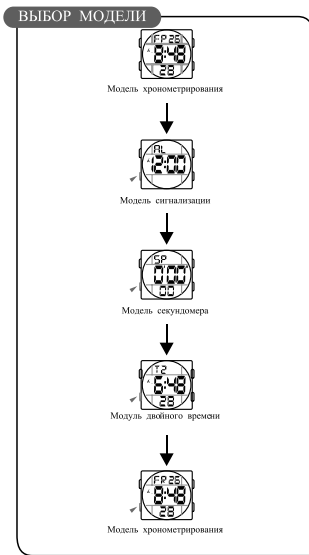 ВЫБОР МОДЕЛИ
FP 26
A 8:48
28
Модель хронометрирования
AL
A 12:00
Модель сигнализации
SP
0'00
00
Модель секундомера
T2
A 6:48
28
Модуль двойного времени
FR 26
A 8:48
28
Модель хронометрирования